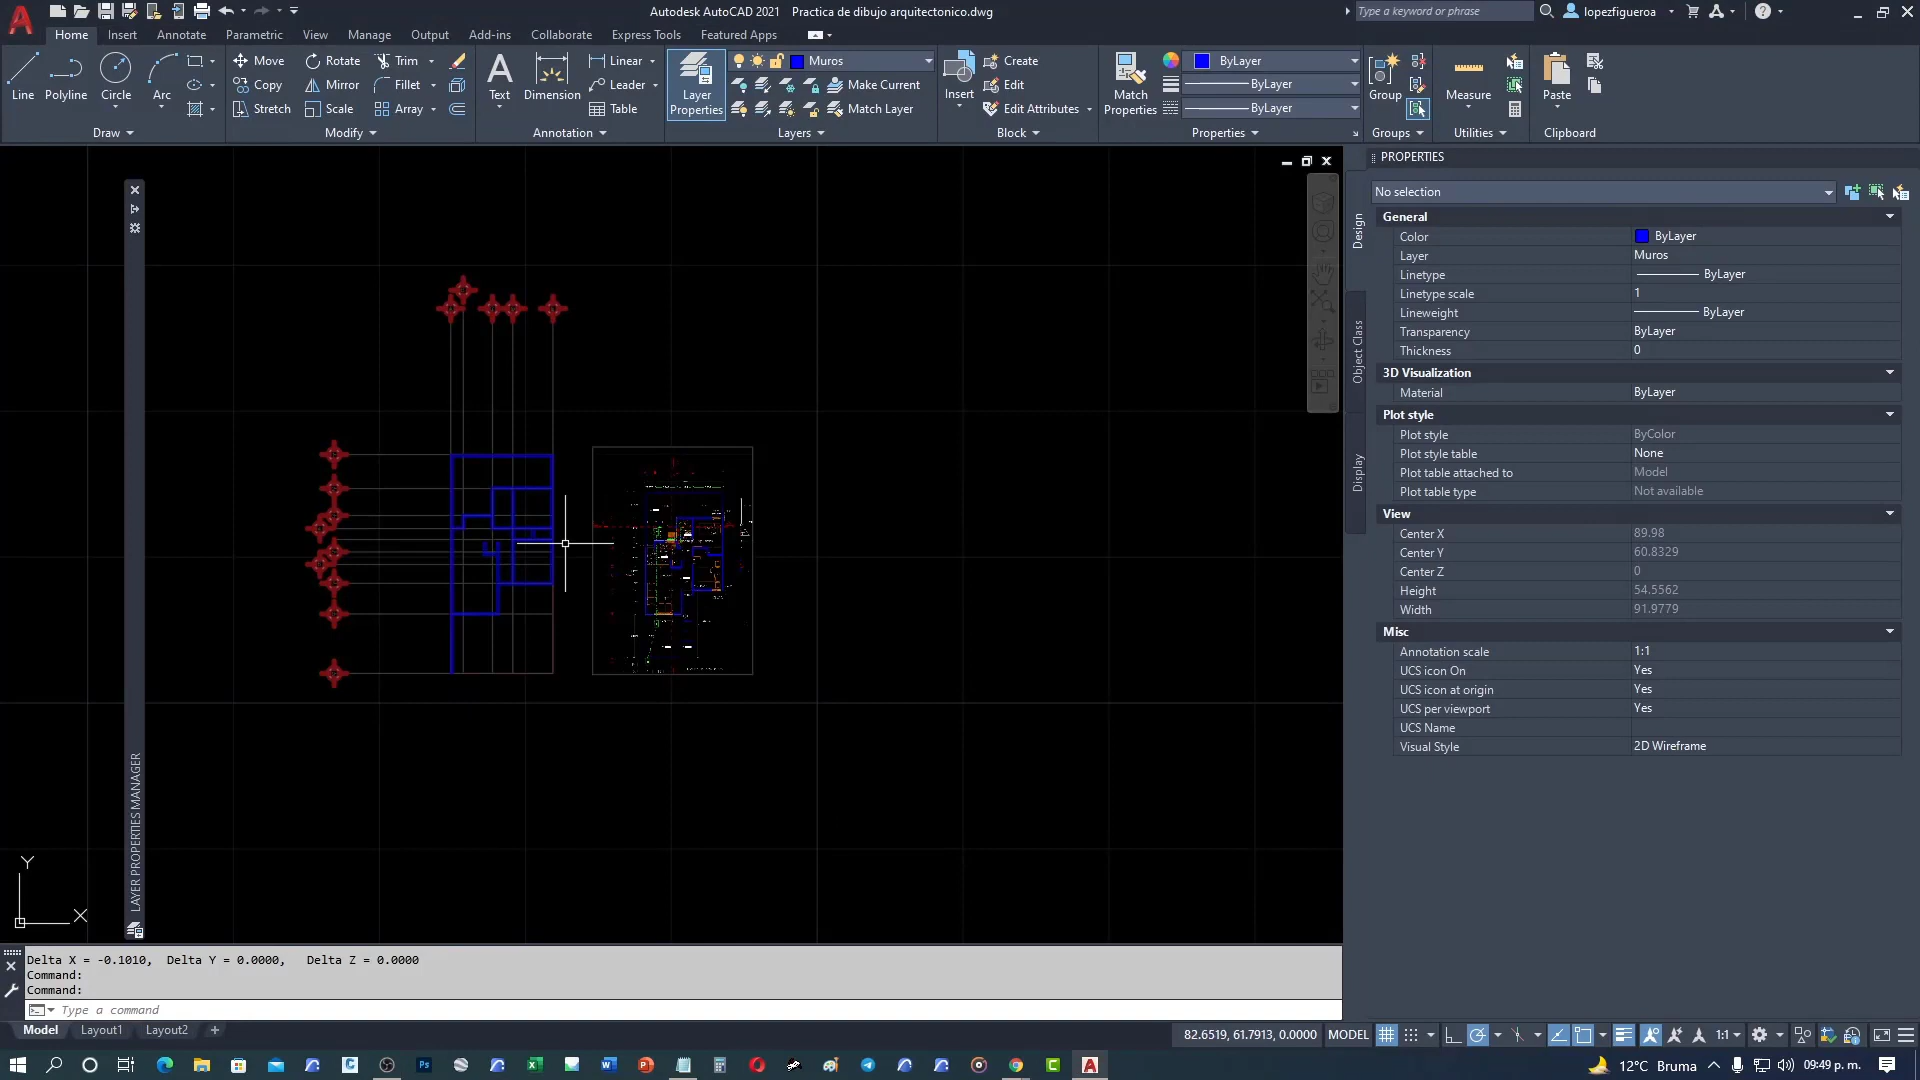 Autodesk AutoCAD 2021 Practica de dibujo arquitectonico.dwg
Type a keyword or phrase
lopezfigueroa
Home Insert Annotate Parametric View Manage Output Add-ins Collaborate Express Tools Featured Apps
Line Polyline Circle Arc
Draw
Move Rotate Trim
Copy Mirror Fillet
Stretch Scale Array
Modify
Text Dimension
Linear
Leader
Table
Annotation
Layer Properties
Muros
Make Current
Match Layer
Layers
Insert
Create
Edit
Edit Attributes
Block
Match Properties
ByLayer
ByLayer
ByLayer
Properties
Group
Groups
Measure
Utilities
Paste
Clipboard
LAYER PROPERTIES MANAGER
Y
X
Design
Object Class
Display
PROPERTIES
No selection
General
Color ByLayer
Layer Muros
Linetype ByLayer
Linetype scale 1
Lineweight ByLayer
Transparency ByLayer
Thickness 0
3D Visualization
Material ByLayer
Plot style
Plot style ByColor
Plot style table None
Plot table attached to Model
Plot table type Not available
View
Center X 89.98
Center Y 60.8329
Center Z 0
Height 54.5562
Width 91.9779
Misc
Annotation scale 1:1
UCS icon On Yes
UCS icon at origin Yes
UCS per viewport Yes
UCS Name
Visual Style 2D Wireframe
Delta X = -0.1010, Delta Y = 0.0000, Delta Z = 0.0000
Command:
Command:
Type a command
Model Layout1 Layout2 +
82.6519, 61.7913, 0.0000 MODEL 1:1
12°C Bruma 09:49 p. m.